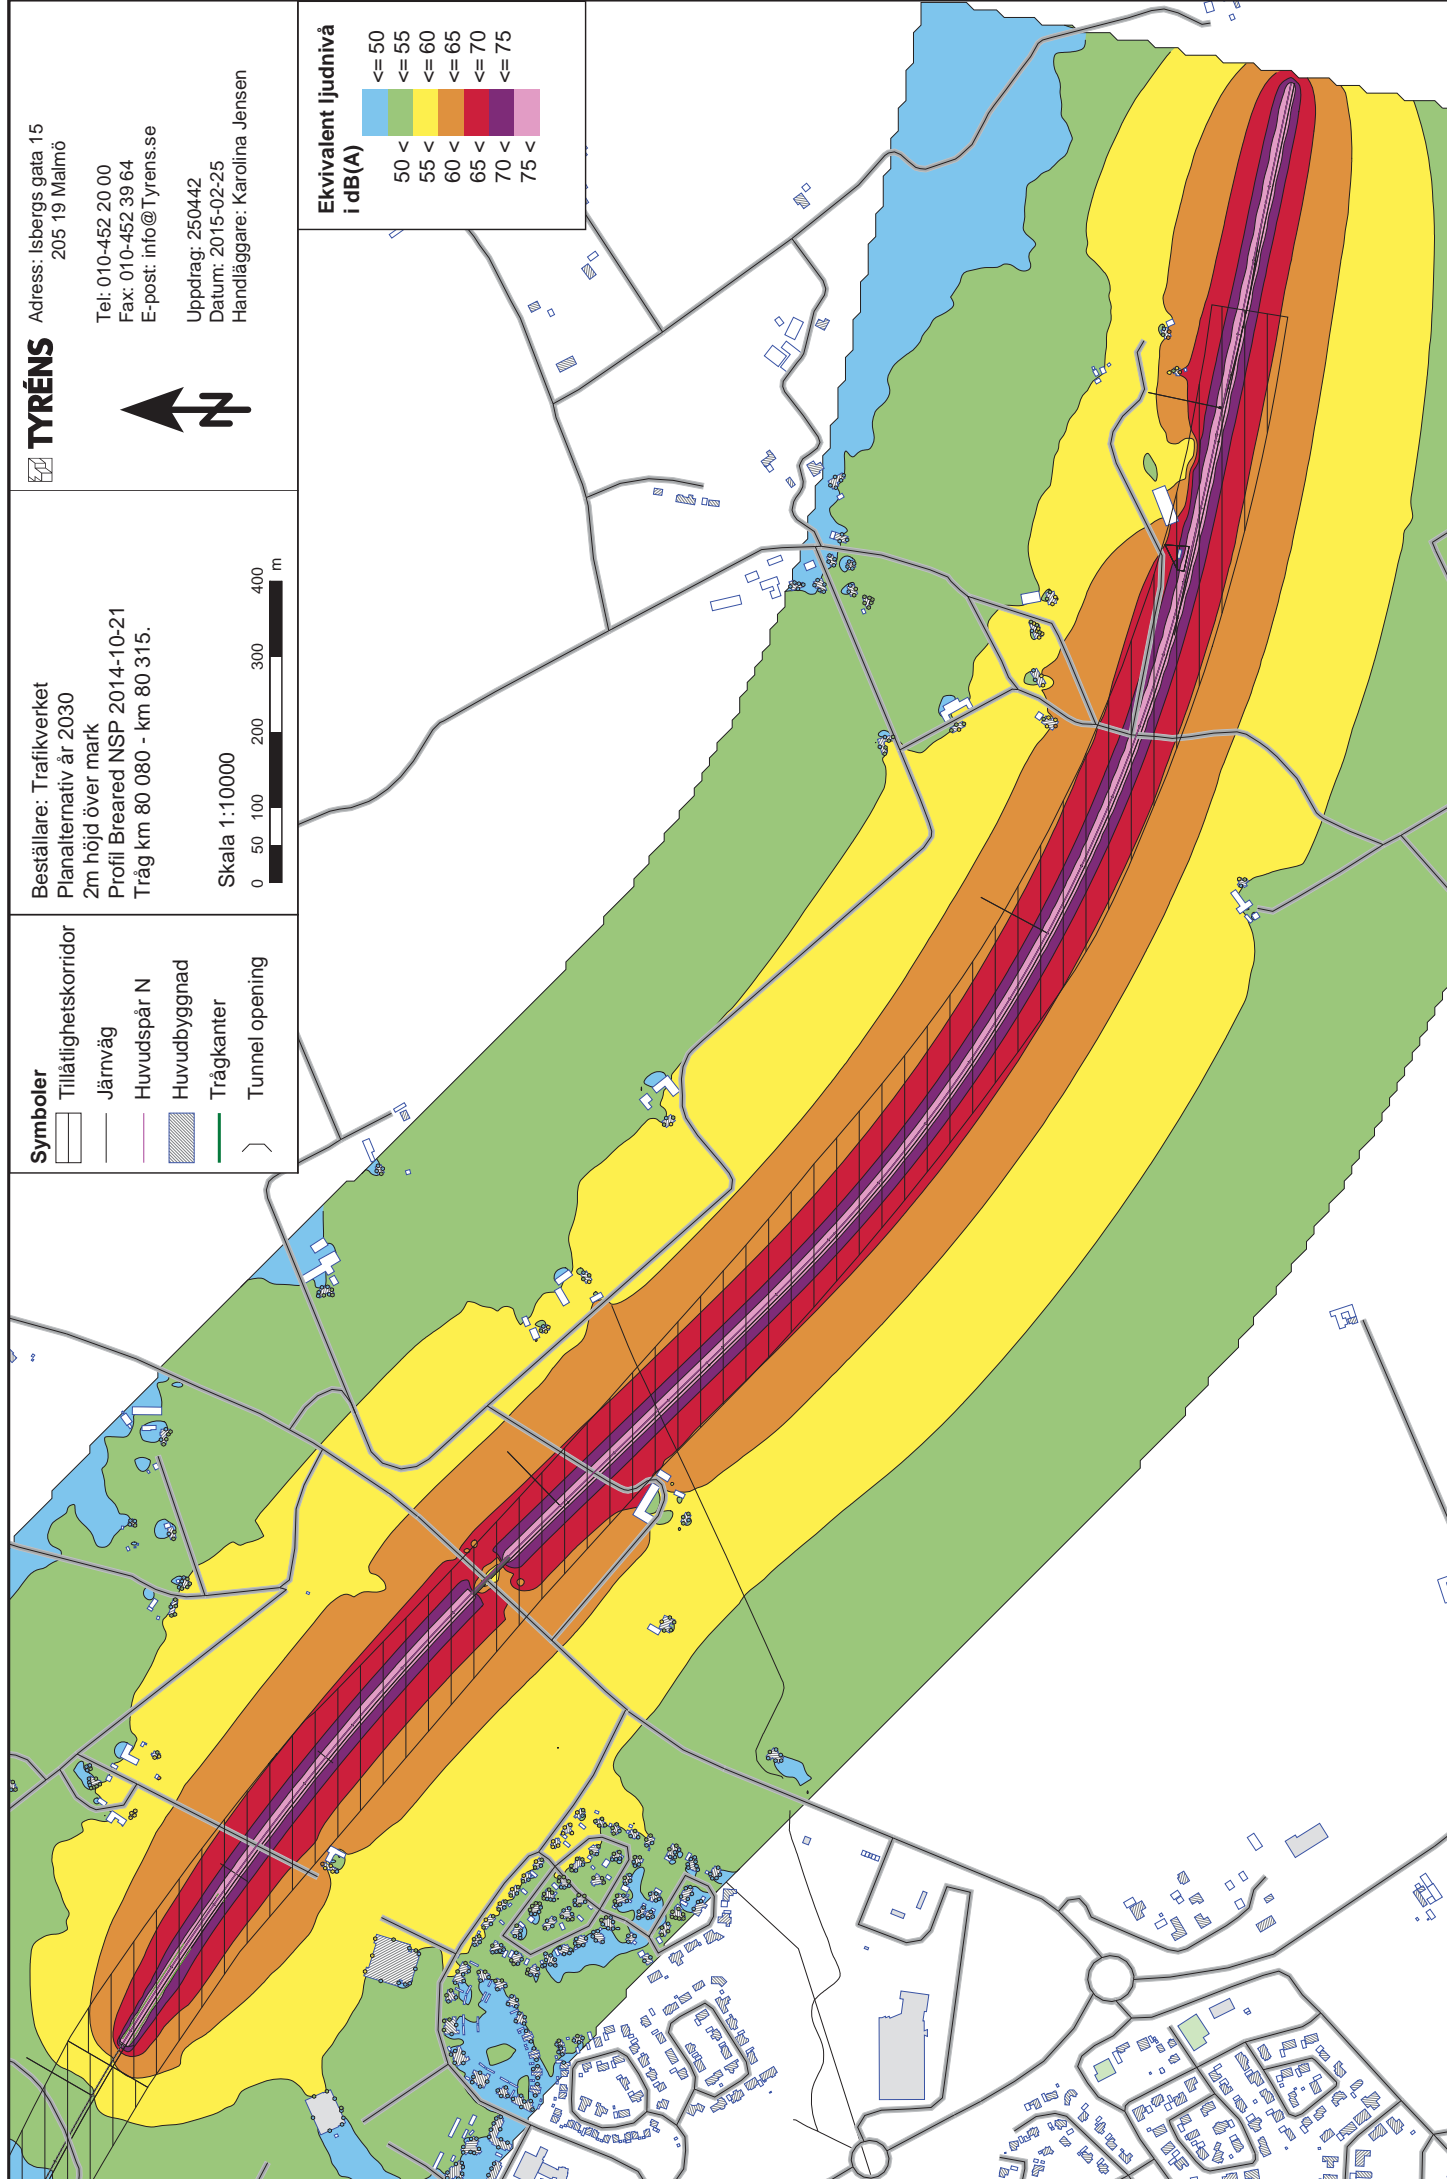 Symboler
Tillåtlighetskorridor
Järnväg
Huvudspår N
Huvudbyggnad
Trågkanter
Tunnel opening
Beställare: Trafikverket
Planalternativ år 2030
2m höjd över mark
Profil Breared NSP 2014-10-21
Tråg km 80 080 - km 80 315.
Skala 1:10000
0 50 100 200 300 400
m
TYRÉNS
Adress: Isbergs gata 15
205 19 Malmö
Tel: 010-452 20 00
Fax: 010-452 39 64
E-post: info@Tyrens.se
Uppdrag: 250442
Datum: 2015-02-25
Handläggare: Karolina Jensen
N
Ekvivalent ljudnivå
i dB(A)
<= 50
50 < <= 55
55 < <= 60
60 < <= 65
65 < <= 70
70 < <= 75
75 <